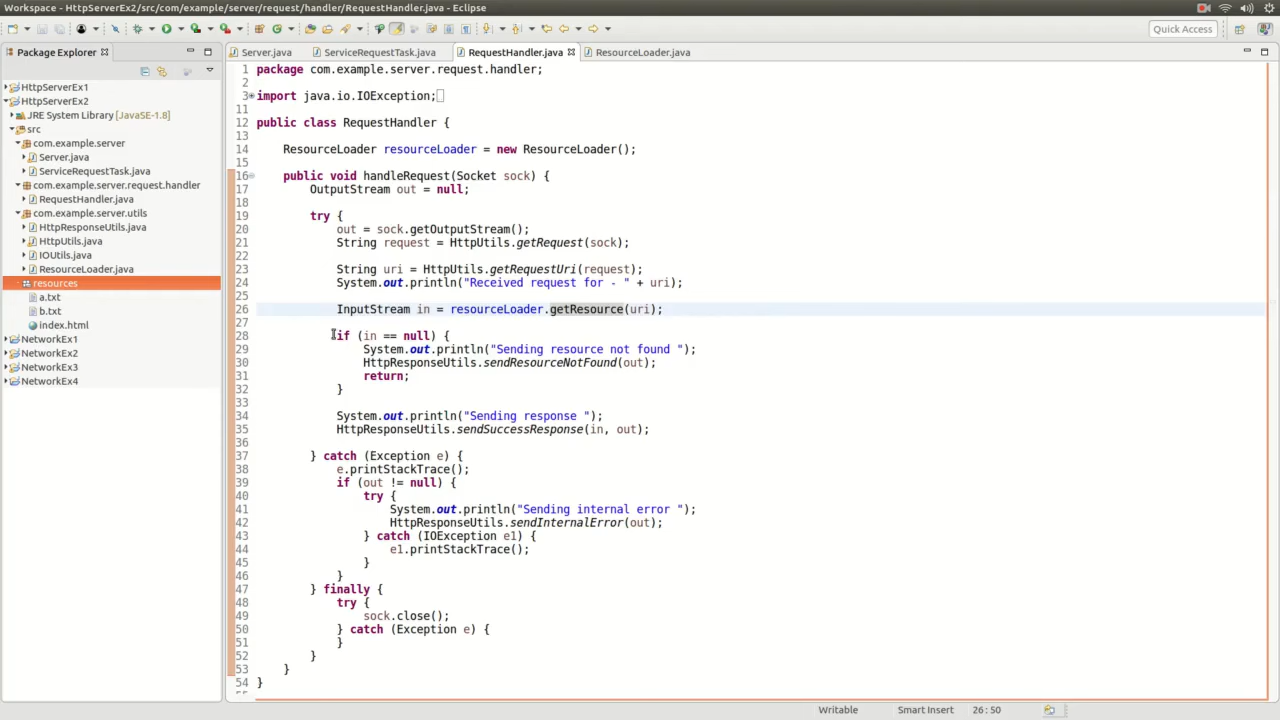 Workspace - HttpServerEx2/src/com/example/server/request/handler/RequestHandler.java - Eclipse
Quick Access
Package Explorer
Server.java
ServiceRequestTask.java
RequestHandler.java
ResourceLoader.java
HttpServerEx1
HttpServerEx2
JRE System Library [JavaSE-1.8]
src
com.example.server
Server.java
ServiceRequestTask.java
com.example.server.request.handler
RequestHandler.java
com.example.server.utils
HttpResponseUtils.java
HttpUtils.java
IOUtils.java
ResourceLoader.java
resources
a.txt
b.txt
index.html
NetworkEx1
NetworkEx2
NetworkEx3
NetworkEx4
1 package com.example.server.request.handler;
2
3 import java.io.IOException;
11
12 public class RequestHandler {
13
14 ResourceLoader resourceLoader = new ResourceLoader();
15
16 public void handleRequest(Socket sock) {
17 OutputStream out = null;
18
19 try {
20 out = sock.getOutputStream();
21 String request = HttpUtils.getRequest(sock);
22
23 String uri = HttpUtils.getRequestUri(request);
24 System.out.println("Received request for - " + uri);
25
26 InputStream in = resourceLoader.getResource(uri);
27
28 if (in == null) {
29 System.out.println("Sending resource not found ");
30 HttpResponseUtils.sendResourceNotFound(out);
31 return;
32 }
33
34 System.out.println("Sending response ");
35 HttpResponseUtils.sendSuccessResponse(in, out);
36
37 } catch (Exception e) {
38 e.printStackTrace();
39 if (out != null) {
40 try {
41 System.out.println("Sending internal error ");
42 HttpResponseUtils.sendInternalError(out);
43 } catch (IOException e1) {
44 e1.printStackTrace();
45 }
46 }
47 } finally {
48 try {
49 sock.close();
50 } catch (Exception e) {
51 }
52 }
53 }
54 }
55
Writable
Smart Insert
26 : 50